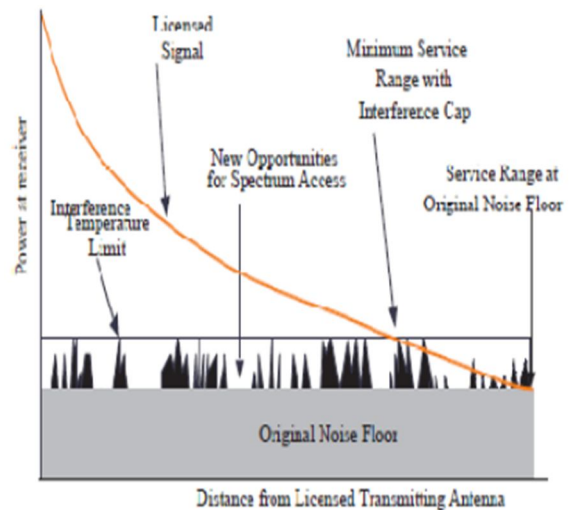 Licensed
Signal
Minimum Service
Range with
Interference Cap
New Opportunities
for Spectrum Access
Service Range at
Original Noise Floor
Interference
Temperature
Limit
Power at receiver
Original Noise Floor
Distance from Licensed Transmitting Antenna